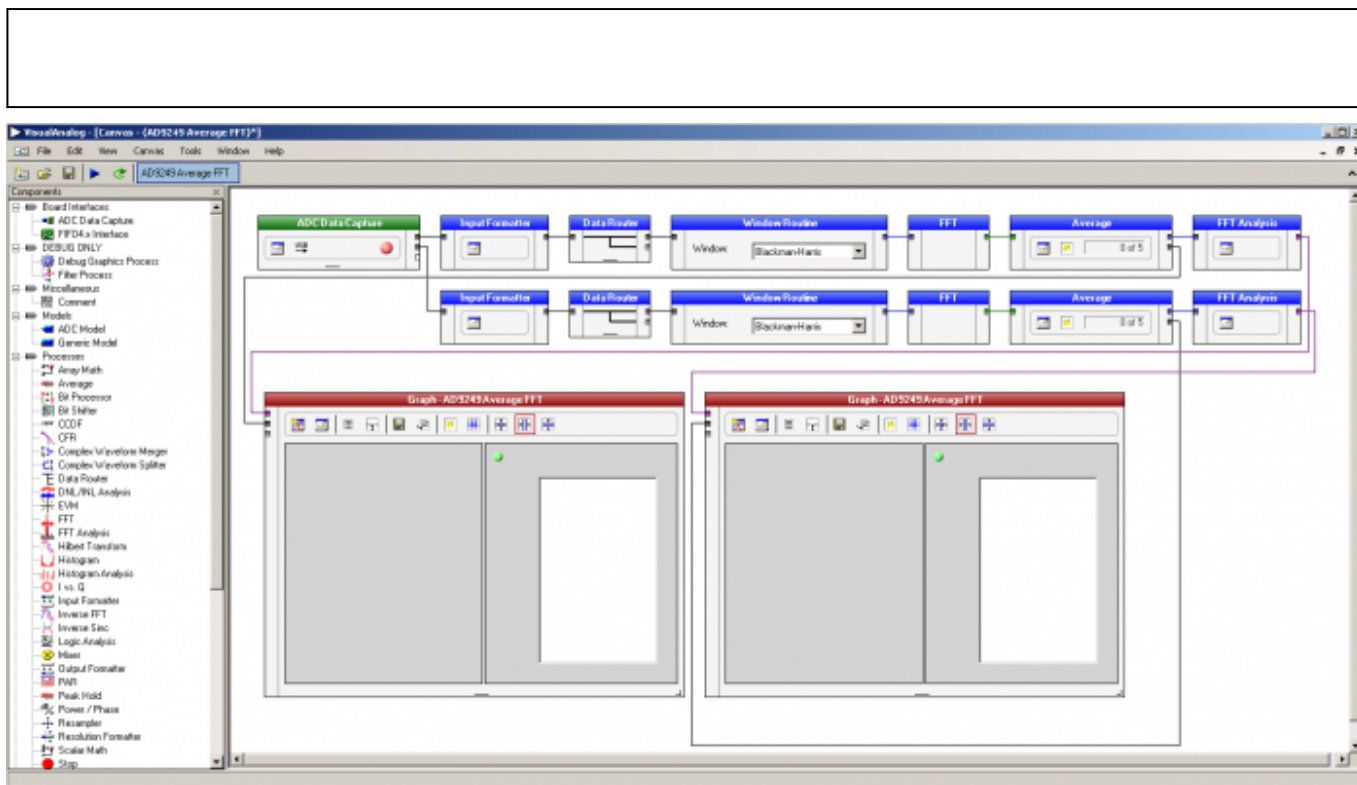 VisualAnalog - [Canvas - (AD9249 Average FFT)*]
File Edit View Canvas Tools Window Help
AD9249 Average FFT
Components
Board Interfaces
ADC Data Capture
FIFO4.x Interface
DEBUG ONLY
Debug Graphics Process
Filter Process
Miscellaneous
Comment
Models
ADC Model
Generic Model
Processes
Array Math
Average
Bit Processor
Bit Shifter
CCDF
CFR
Complex Waveform Merger
Complex Waveform Splitter
Data Router
DNL/INL Analysis
EVM
FFT
FFT Analysis
Hilbert Transform
Histogram
Histogram Analysis
I vs. Q
Input Formatter
Inverse FFT
Inverse Sinc
Logic Analysis
Mixer
Output Formatter
PWR
Peak Hold
Power / Phase
Resampler
Resolution Formatter
Scalar Math
Stop
ADC Data Capture Input Formatter Data Router Window Routine FFT Average FFT Analysis
Window: Blackman-Harris 0 of 5
Input Formatter Data Router Window Routine FFT Average FFT Analysis
Window: Blackman-Harris 0 of 5
Graph - AD9249 Average FFT Graph - AD9249 Average FFT